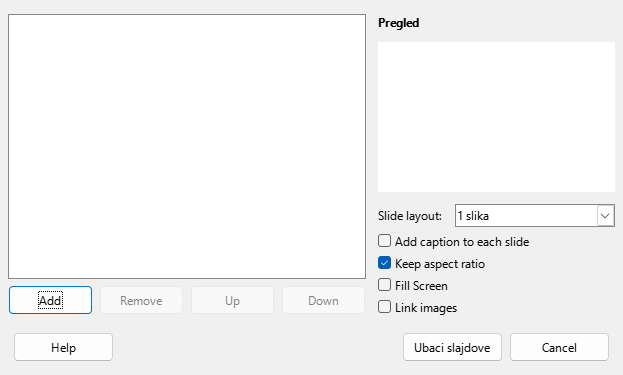 Pregled
Slide layout: 1 slika
Add caption to each slide
Keep aspect ratio
Fill Screen
Link images
Add Remove Up Down
Help Ubaci slajdove Cancel